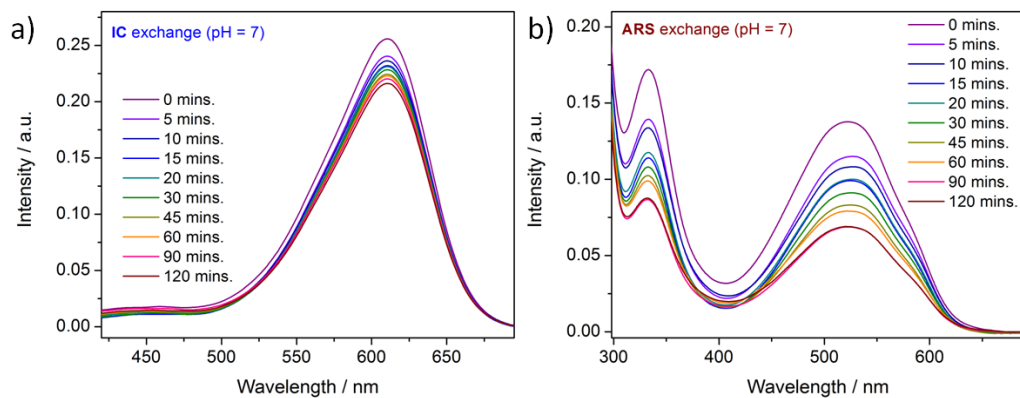 a)
IC exchange (pH = 7)
0 mins.
5 mins.
10 mins.
15 mins.
20 mins.
30 mins.
45 mins.
60 mins.
90 mins.
120 mins.
0.25
0.20
0.15
0.10
0.05
0.00
Intensity / a.u.
450
500
550
600
650
Wavelength / nm
b)
ARS exchange (pH = 7)
0 mins.
5 mins.
10 mins.
15 mins.
20 mins.
30 mins.
45 mins.
60 mins.
90 mins.
120 mins.
0.20
0.15
0.10
0.05
0.00
Intensity / a.u.
300
400
500
600
Wavelength / nm